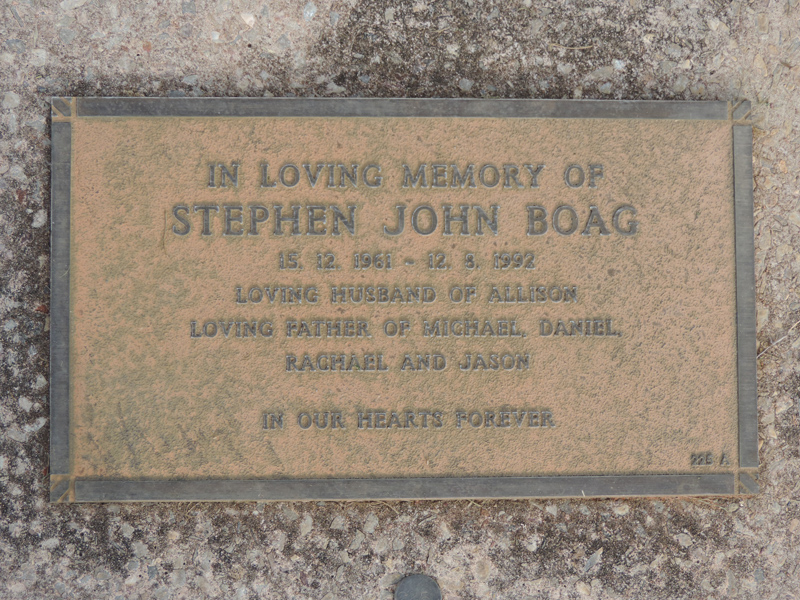 IN LOVING MEMORY OF
STEPHEN JOHN BOAG
15. 12. 1961 - 12. 8. 1992
LOVING HUSBAND OF ALLISON,
LOVING FATHER OF MICHAEL, DANIEL,
RACHAEL AND JASON
IN OUR HEARTS FOREVER
A